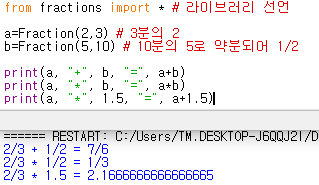 from fractions import * # 라이브러리 선언
a=Fraction(2,3) # 3분의 2
b=Fraction(5,10) # 10분의 5로 약분되어 1/2
print(a, "+", b, "=", a+b)
print(a, "*", b, "=", a*b)
print(a, "*", 1.5, "=", a+1.5)
====== RESTART: C:/Users/TM.DESKTOP-J6QQJ2I/D
2/3 + 1/2 = 7/6
2/3 * 1/2 = 1/3
2/3 * 1.5 = 2.1666666666666665